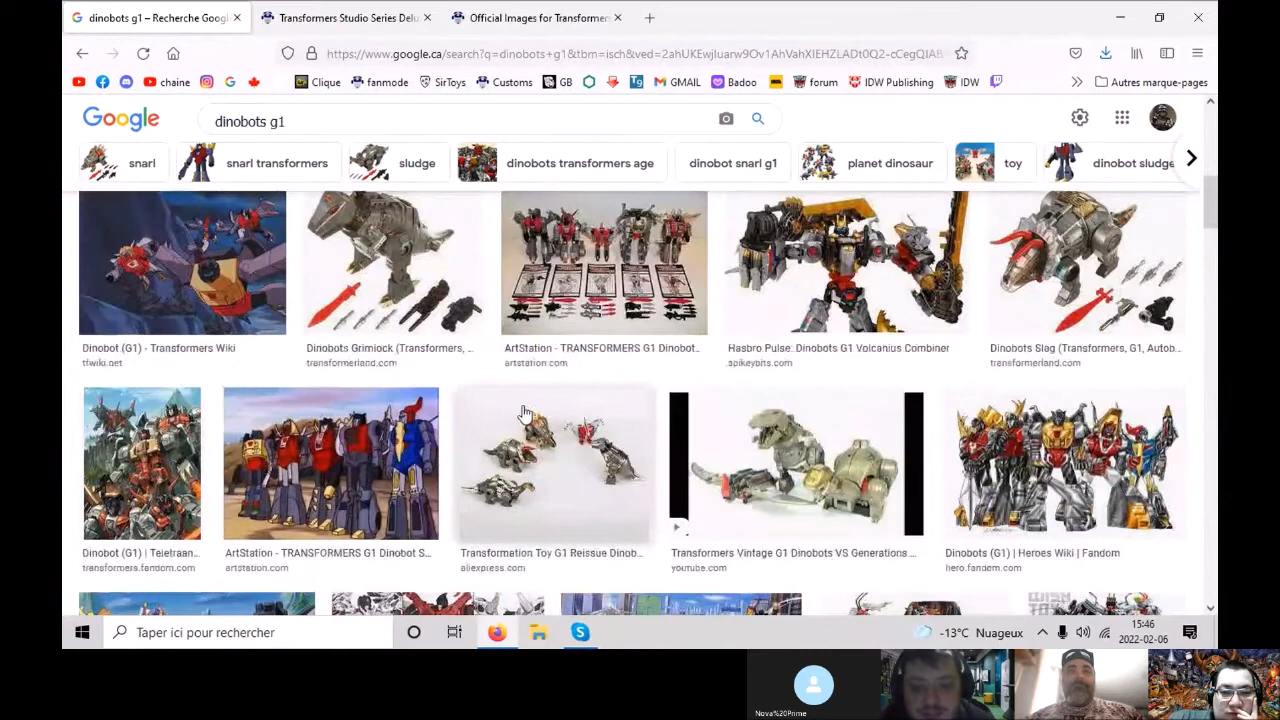 dinobots g1 – Recherche Google
Transformers Studio Series Delu
Official Images for Transformer
https://www.google.ca/search?q=dinobots+g1&tbm=isch&ved=2ahUKEwjIuarw9Ov1AhVahXIEHZLADt0Q2-cCegQIAB
chaine
Clique
fanmode
SirToys
Customs
GB
GMAIL
Badoo
forum
IDW Publishing
IDW
Autres marque-pages
Google
dinobots g1
snarl
snarl transformers
sludge
dinobots transformers age
dinobot snarl g1
planet dinosaur
toy
dinobot sludge
Dinobot (G1) - Transformers Wiki
tfwiki.net
Dinobots Grimlock (Transformers, ...
transformerland.com
ArtStation - TRANSFORMERS G1 Dinobot...
artstation.com
Hasbro Pulse: Dinobots G1 Volcanius Combiner
spikeybits.com
Dinobots Slag (Transformers, G1, Autob...
transformerland.com
Dinobot (G1) | Teletraan...
transformers.fandom.com
ArtStation - TRANSFORMERS G1 Dinobot S...
artstation.com
Transformation Toy G1 Reissue Dinob...
aliexpress.com
Transformers Vintage G1 Dinobots VS Generations ...
youtube.com
Dinobots (G1) | Heroes Wiki | Fandom
hero.fandom.com
Taper ici pour rechercher
-13°C Nuageux
15:46
2022-02-06
Nova%20Prime